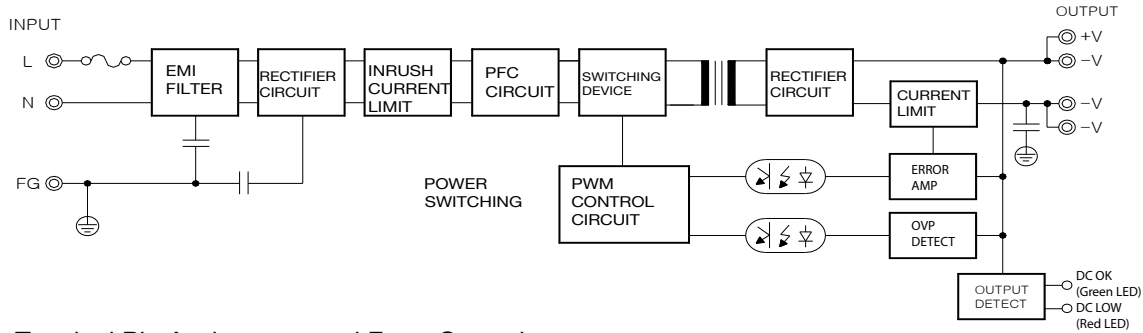 INPUT
OUTPUT
L
N
FG
EMI
FILTER
RECTIFIER
CIRCUIT
INRUSH
CURRENT
LIMIT
PFC
CIRCUIT
SWITCHING
DEVICE
RECTIFIER
CIRCUIT
CURRENT
LIMIT
+V
−V
−V
−V
POWER
SWITCHING
PWM
CONTROL
CIRCUIT
ERROR
AMP
OVP
DETECT
OUTPUT
DETECT
DC OK
(Green LED)
DC LOW
(Red LED)